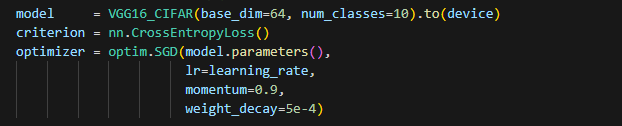 model     = VGG16_CIFAR(base_dim=64, num_classes=10).to(device)
criterion = nn.CrossEntropyLoss()
optimizer = optim.SGD(model.parameters(),
                      lr=learning_rate,
                      momentum=0.9,
                      weight_decay=5e-4)